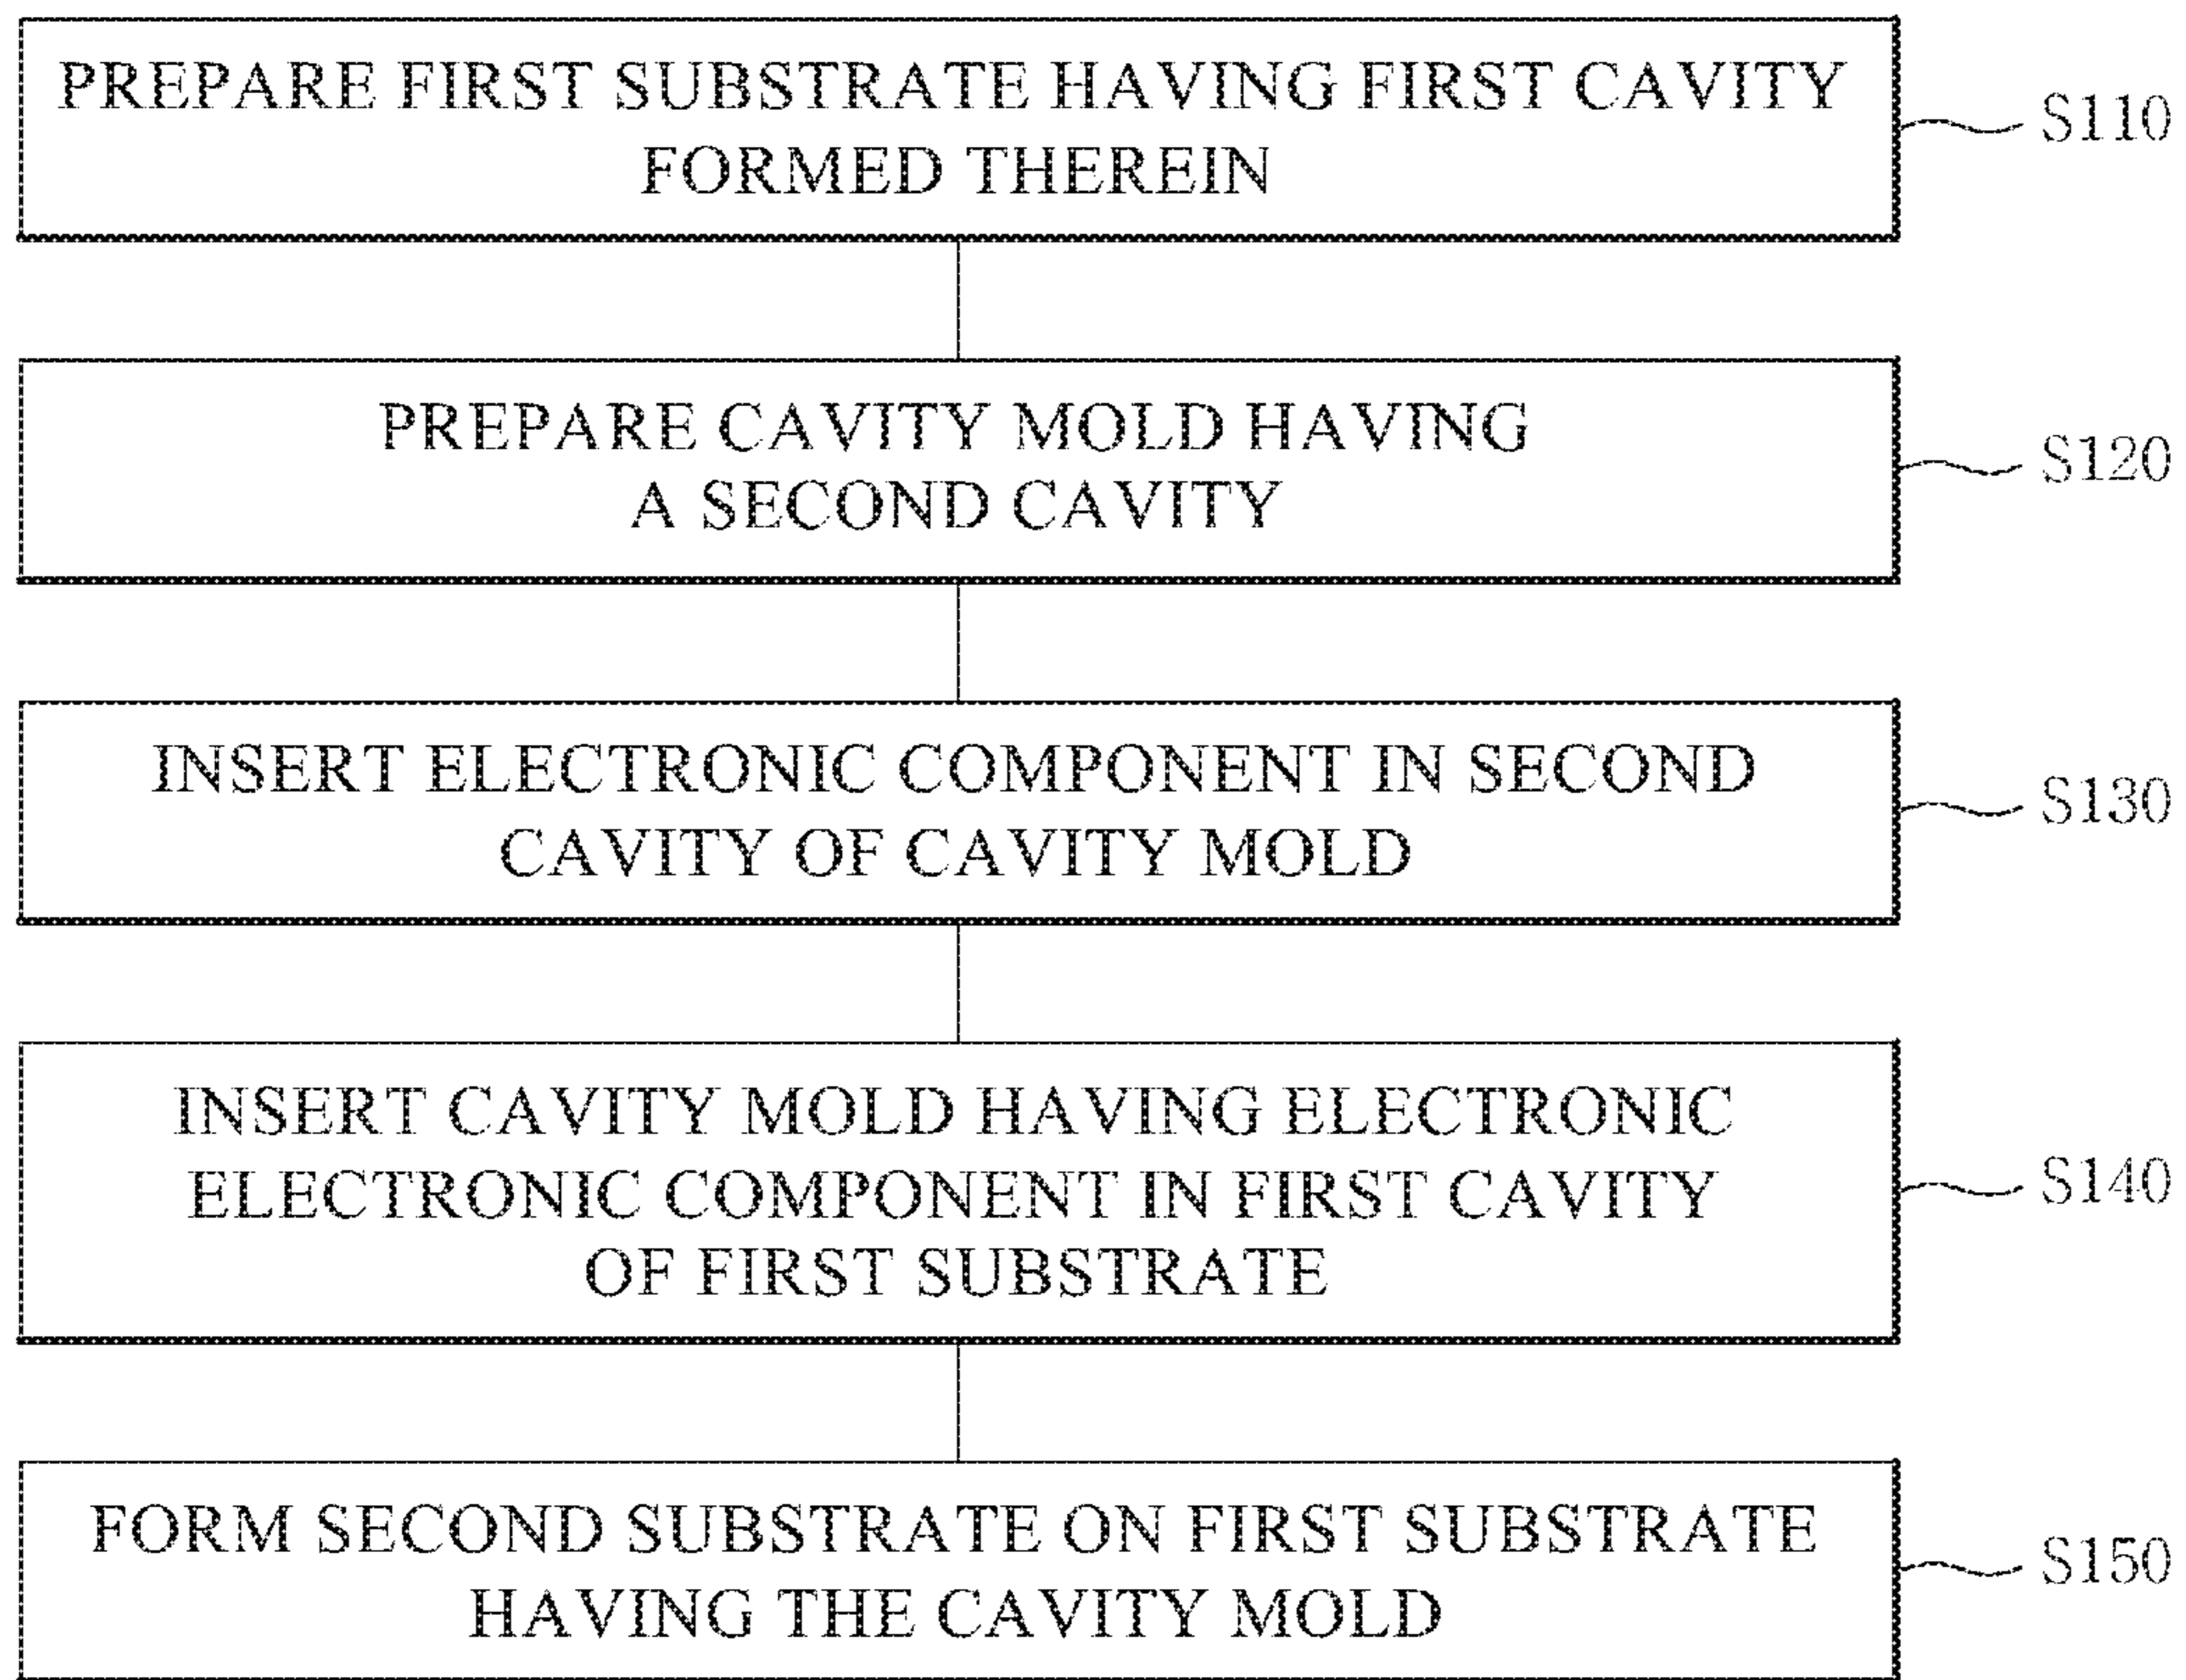 PREPARE FIRST SUBSTRATE HAVING FIRST CAVITY
FORMED THEREIN
S110
PREPARE CAVITY MOLD HAVING
A SECOND CAVITY
S120
INSERT ELECTRONIC COMPONENT IN SECOND
CAVITY OF CAVITY MOLD
S130
INSERT CAVITY MOLD HAVING ELECTRONIC
ELECTRONIC COMPONENT IN FIRST CAVITY
OF FIRST SUBSTRATE
S140
FORM SECOND SUBSTRATE ON FIRST SUBSTRATE
HAVING THE CAVITY MOLD
S150